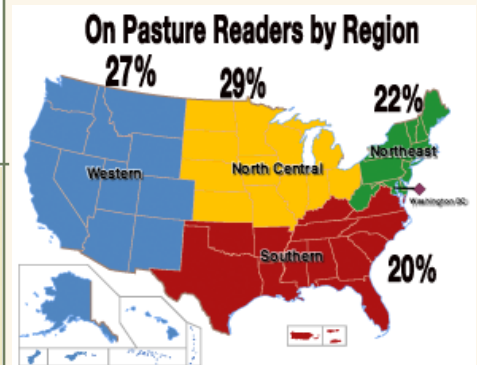 On Pasture Readers by Region
27%
29%
22%
Northeast
Western
North Central
Washington DC
Southern
20%